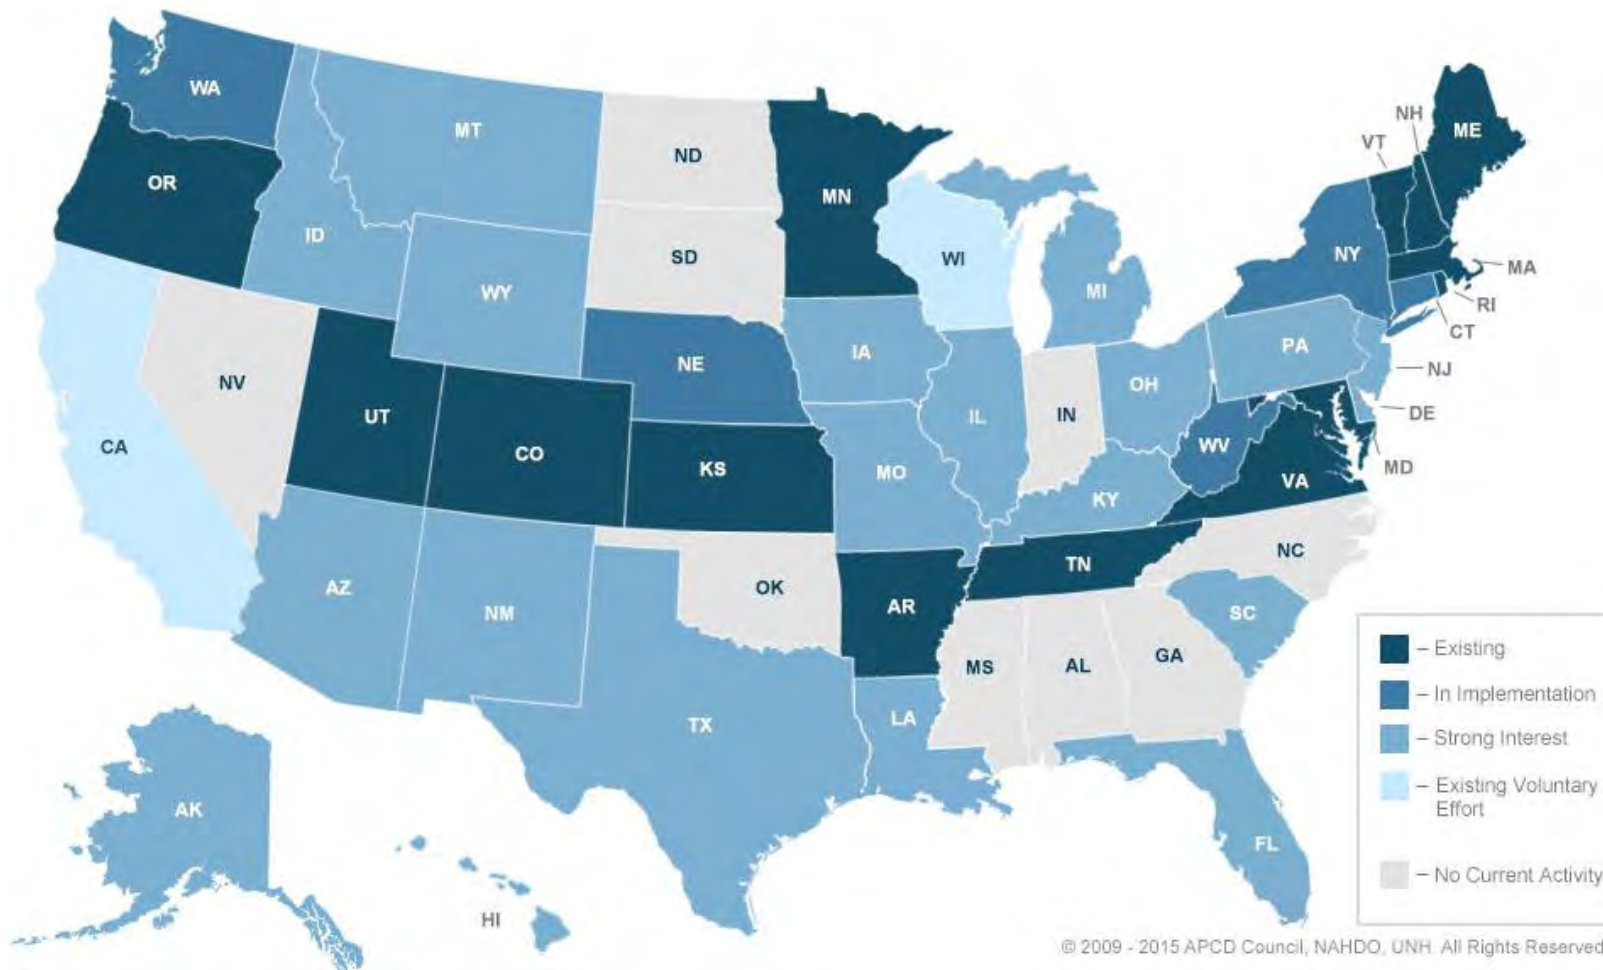 WA
MT
ND
MN
NH
ME
VT
OR
ID
SD
WI
MI
NY
MA
WY
RI
CT
NE
IA
PA
NJ
NV
UT
CO
KS
IL
IN
OH
DE
CA
MO
WV
MD
KY
VA
AZ
NM
OK
AR
TN
NC
SC
MS
AL
GA
TX
LA
AK
FL
HI
– Existing
– In Implementation
– Strong Interest
– Existing Voluntary
Effort
– No Current Activity
© 2009 - 2015 APCD Council, NAHDO, UNH. All Rights Reserved